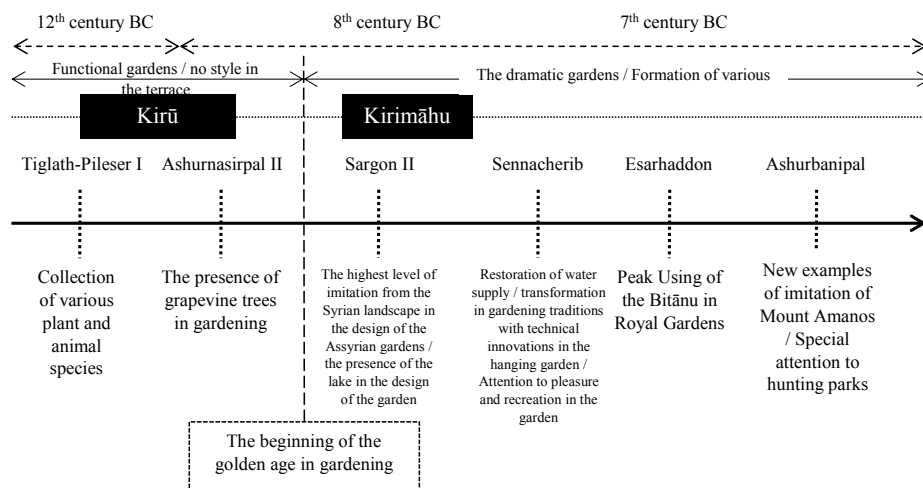 12th century BC
8th century BC
7th century BC
Functional gardens / no style in
the terrace
The dramatic gardens / Formation of various
Kirū
Kirimāhu
Tiglath-Pileser I
Ashurnasirpal II
Sargon II
Sennacherib
Esarhaddon
Ashurbanipal
Collection
of various
plant and
animal
species
The presence of
grapevine trees
in gardening
The highest level of
imitation from the
Syrian landscape in
the design of the
Assyrian gardens /
the presence of the
lake in the design
of the garden
Restoration of water
supply / transformation
in gardening traditions
with technical
innovations in the
hanging garden /
Attention to pleasure
and recreation in the
garden
Peak Using of
the Bitānu in
Royal Gardens
New examples
of imitation of
Mount Amanos
/ Special
attention to
hunting parks
The beginning of the
golden age in gardening